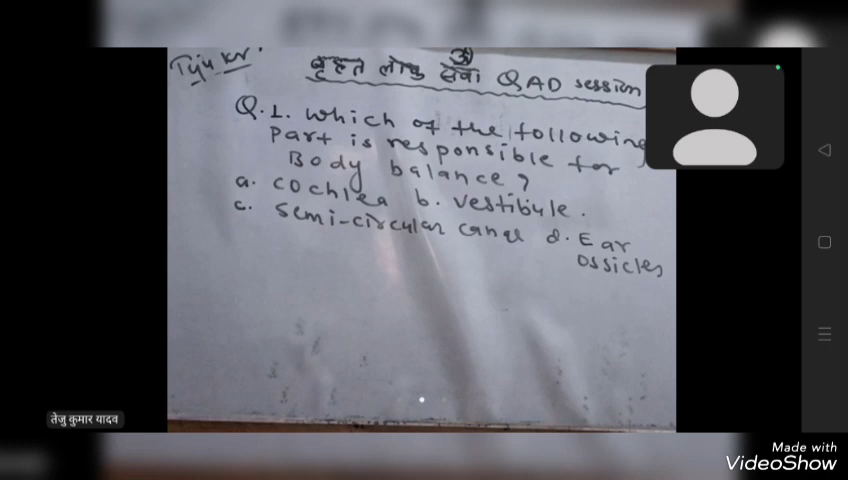 Tiju kr.
ॐ
बृहत लोक सेवा QAD session
Q.1. Which of the following
Part is responsible for
Body balance?
a. cochlea b. vestibule.
c. semi-circular canal d. Ear
ossicles
तेजु कुमार यादव
Made with
VideoShow